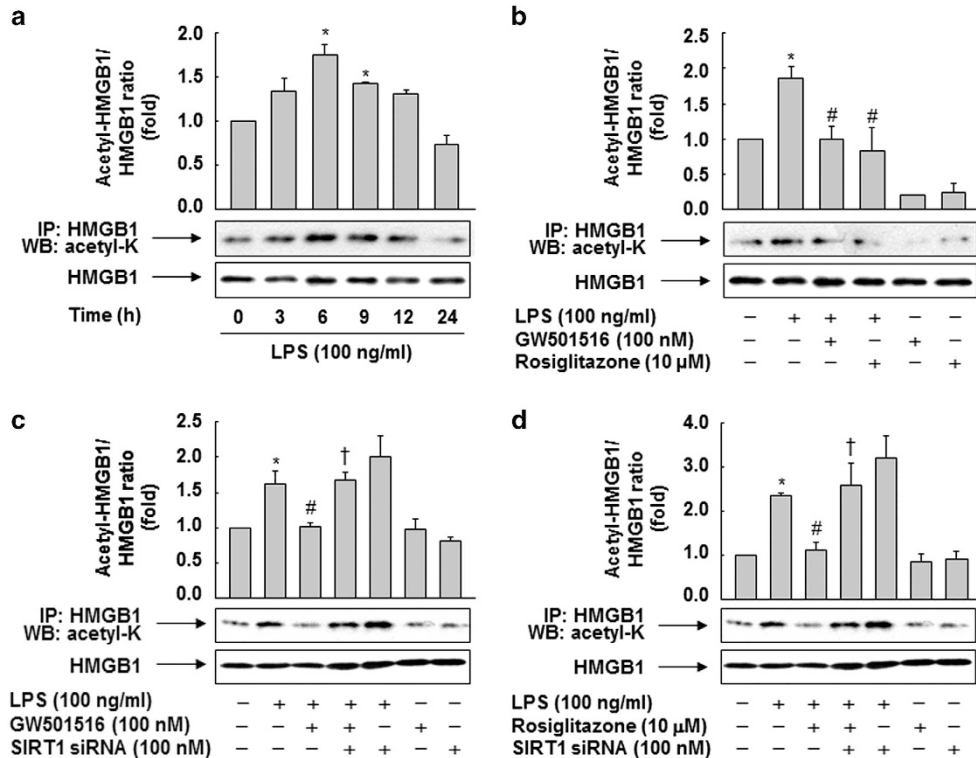 a
Acetyl-HMGB1/
HMGB1 ratio
(fold)
2.0
1.5
1.0
0.5
0.0
*
*
IP: HMGB1
WB: acetyl-K
HMGB1
Time (h)
0 3 6 9 12 24
LPS (100 ng/ml)
b
Acetyl-HMGB1/
HMGB1 ratio
(fold)
2.5
2.0
1.5
1.0
0.5
0.0
*
#
#
IP: HMGB1
WB: acetyl-K
HMGB1
LPS (100 ng/ml) – + + + – –
GW501516 (100 nM) – – + – + –
Rosiglitazone (10 µM) – – – + – +
c
Acetyl-HMGB1/
HMGB1 ratio
(fold)
2.5
2.0
1.5
1.0
0.5
0.0
*
#
†
IP: HMGB1
WB: acetyl-K
HMGB1
LPS (100 ng/ml) – + + + + – –
GW501516 (100 nM) – – + + – + –
SIRT1 siRNA (100 nM) – – – + + – +
d
Acetyl-HMGB1/
HMGB1 ratio
(fold)
4.0
3.0
2.0
1.0
0.0
*
#
†
IP: HMGB1
WB: acetyl-K
HMGB1
LPS (100 ng/ml) – + + + + – –
Rosiglitazone (10 µM) – – + + – + –
SIRT1 siRNA (100 nM) – – – + + – +